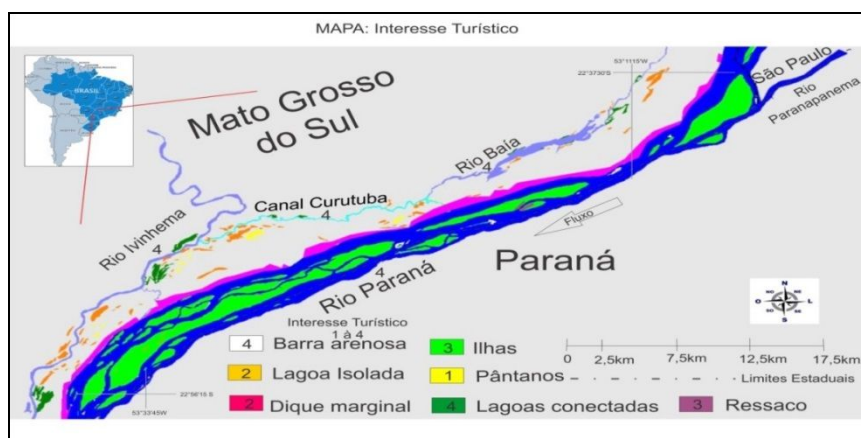 MAPA: Interesse Turístico
BRASIL
53°11'15"W
22°37'30"S
São Paulo
Rio
Paranapanema
Mato Grosso
do Sul
Rio Baía
4
Canal Curutuba
4
Rio Ivinhema
4
Fluxo
Paraná
4
Rio Paraná
N
O
L
S
Interesse Turístico
1 à 4
4 Barra arenosa
3 Ilhas
0 2,5km 7,5km 12,5km 17,5km
2 Lagoa Isolada
1 Pântanos
Limites Estaduais
22°56'15 S
53°33'45W
2 Dique marginal
4 Lagoas conectadas
3 Ressaco